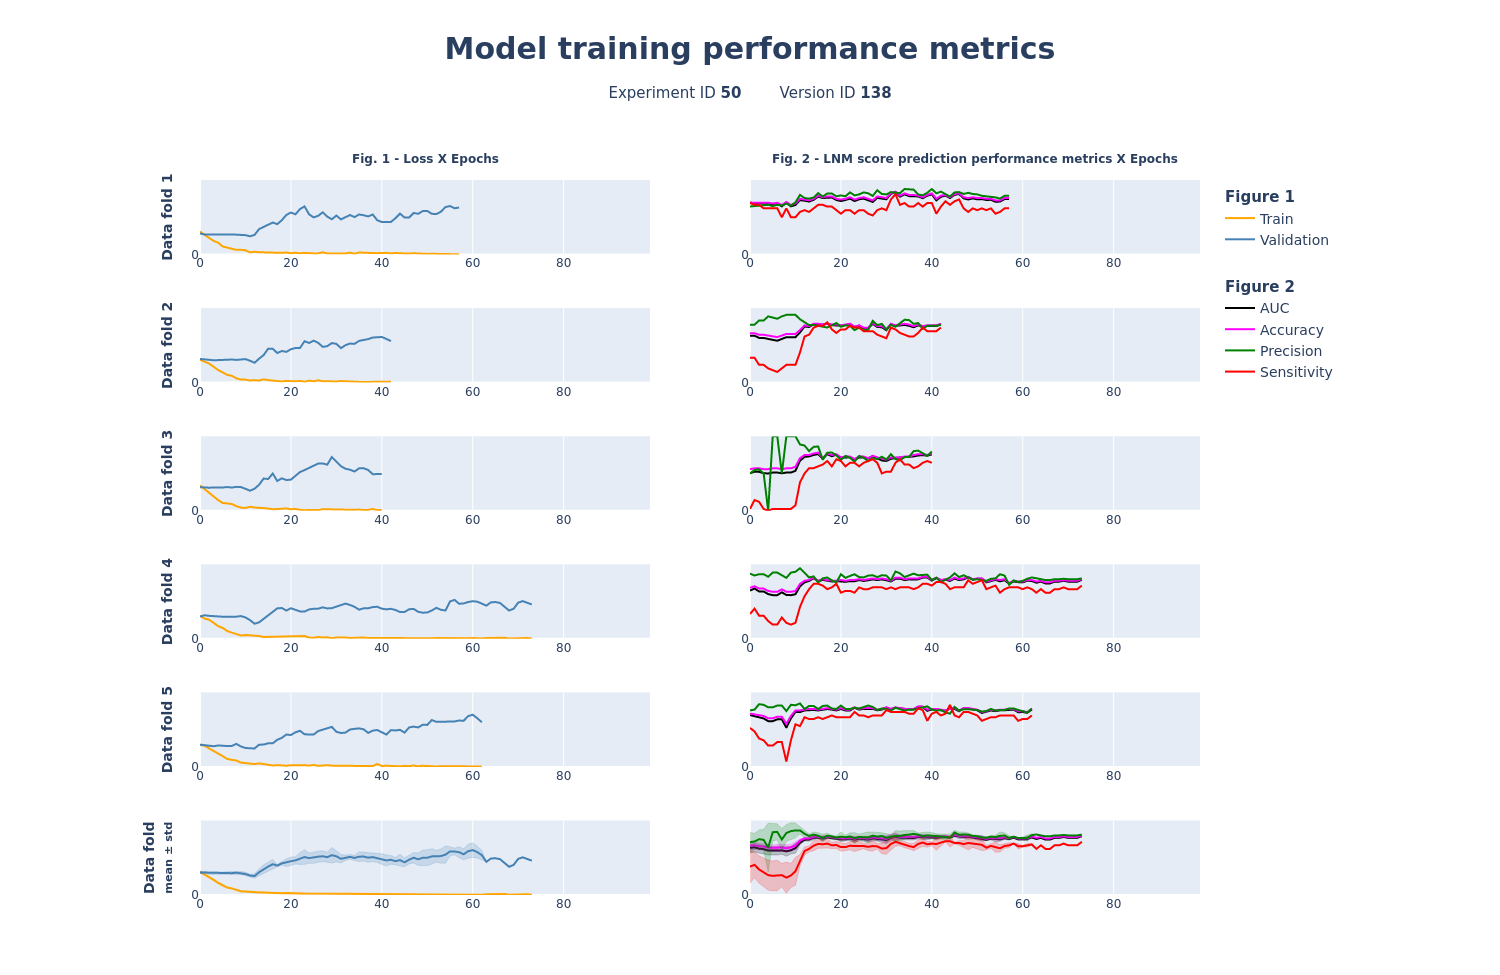 Model training performance metrics
Experiment ID 50 Version ID 138
Fig. 1 - Loss X Epochs
Fig. 2 - LNM score prediction performance metrics X Epochs
Data fold 1
0
0 20 40 60 80
0
0 20 40 60 80
Figure 1
Train
Validation
Figure 2
AUC
Accuracy
Precision
Sensitivity
Data fold 2
0
0 20 40 60 80
0
0 20 40 60 80
Data fold 3
0
0 20 40 60 80
0
0 20 40 60 80
Data fold 4
0
0 20 40 60 80
0
0 20 40 60 80
Data fold 5
0
0 20 40 60 80
0
0 20 40 60 80
Data fold
mean ± std
0
0 20 40 60 80
0
0 20 40 60 80